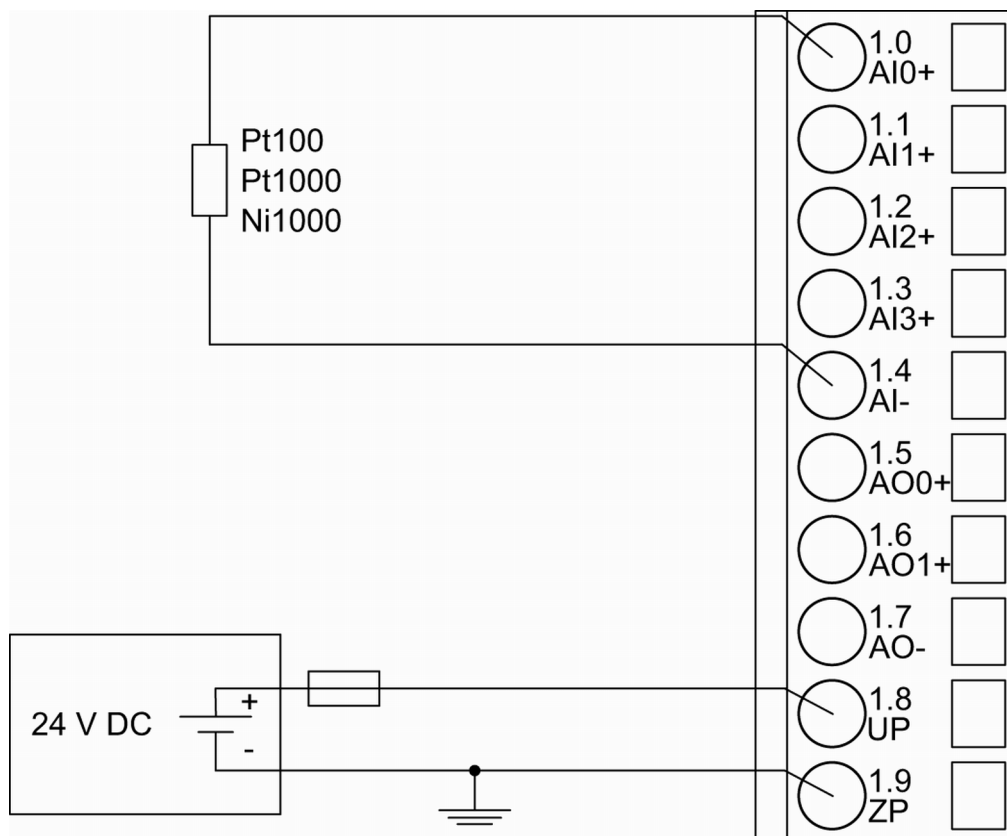 Pt100
Pt1000
Ni1000
24 V DC
+
-
1.0
AI0+
1.1
AI1+
1.2
AI2+
1.3
AI3+
1.4
AI-
1.5
AO0+
1.6
AO1+
1.7
AO-
1.8
UP
1.9
ZP